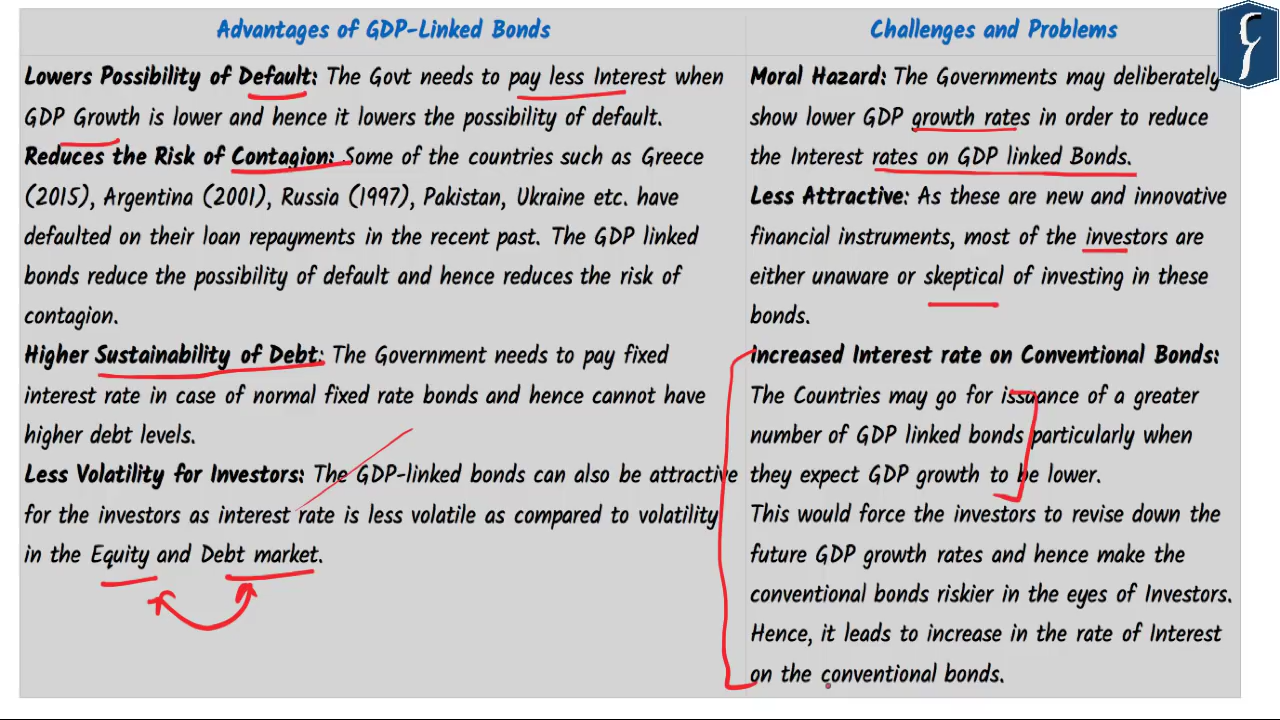 Advantages of GDP-Linked Bonds
Lowers Possibility of Default: The Govt needs to pay less Interest when
GDP Growth is lower and hence it lowers the possibility of default.
Reduces the Risk of Contagion: Some of the countries such as Greece
(2015), Argentina (2001), Russia (1997), Pakistan, Ukraine etc. have
defaulted on their loan repayments in the recent past. The GDP linked
bonds reduce the possibility of default and hence reduces the risk of
contagion.
Higher Sustainability of Debt: The Government needs to pay fixed
interest rate in case of normal fixed rate bonds and hence cannot have
higher debt levels.
Less Volatility for Investors: The GDP-linked bonds can also be attractive
for the investors as interest rate is less volatile as compared to volatility
in the Equity and Debt market.
Challenges and Problems
Moral Hazard: The Governments may deliberately
show lower GDP growth rates in order to reduce
the Interest rates on GDP linked Bonds.
Less Attractive: As these are new and innovative
financial instruments, most of the investors are
either unaware or skeptical of investing in these
bonds.
Increased Interest rate on Conventional Bonds:
The Countries may go for issuance of a greater
number of GDP linked bonds particularly when
they expect GDP growth to be lower.
This would force the investors to revise down the
future GDP growth rates and hence make the
conventional bonds riskier in the eyes of Investors.
Hence, it leads to increase in the rate of Interest
on the conventional bonds.